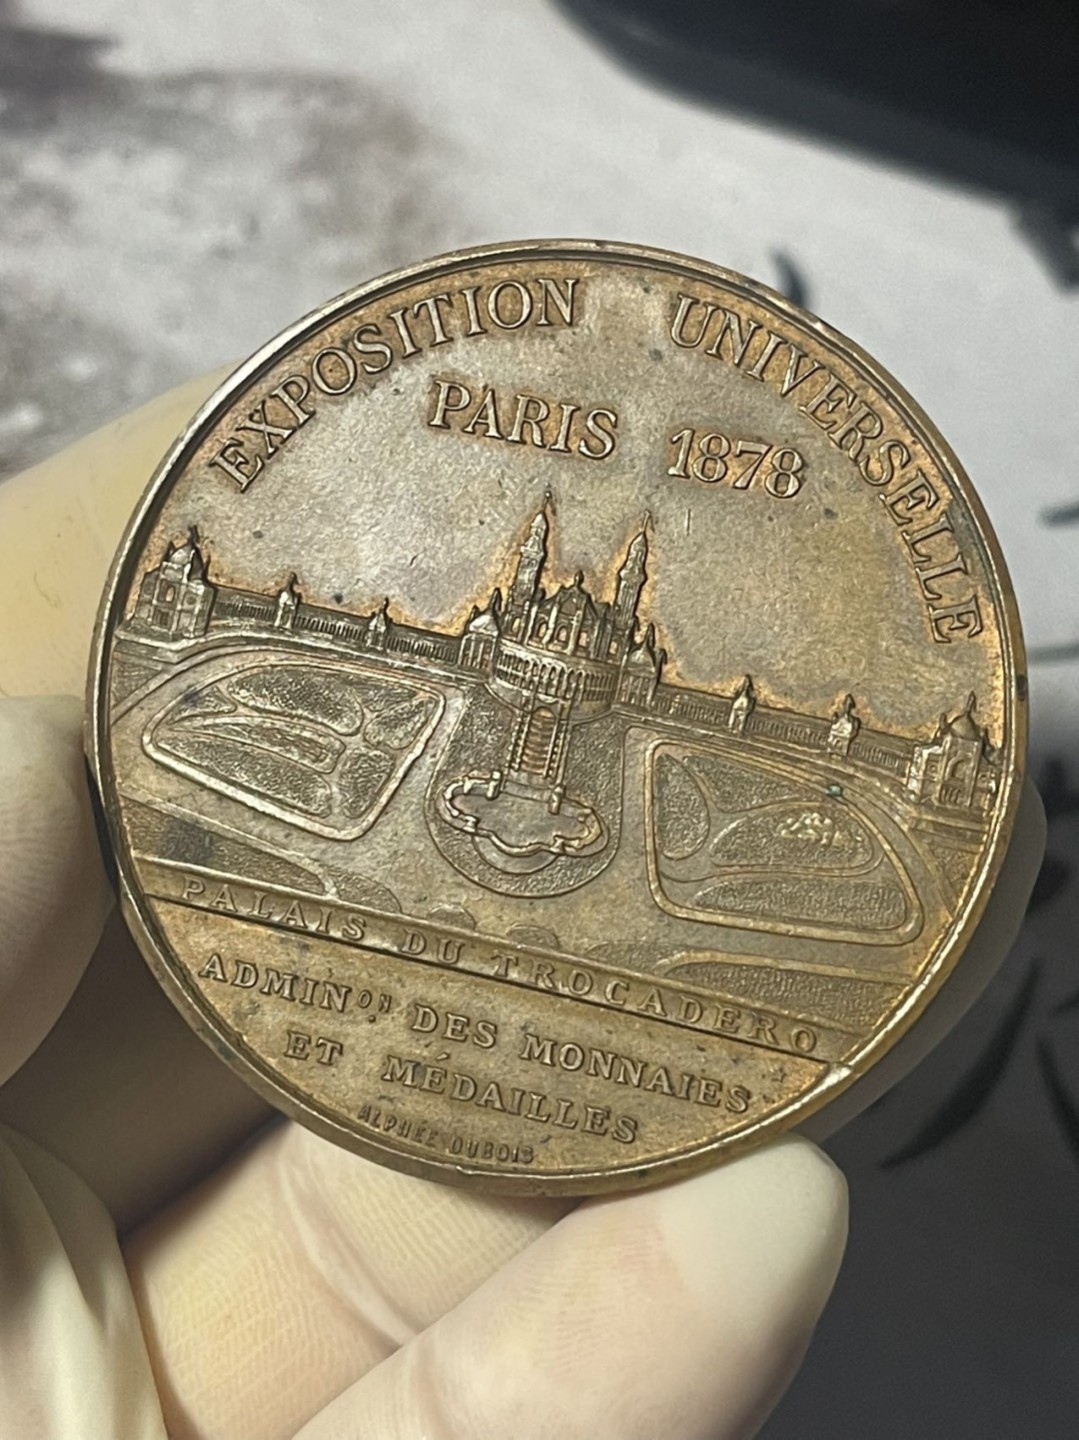 EXPOSITION UNIVERSELLE
PARIS 1878
PALAIS DU TROCADERO
ADMINON DES MONNAIES
ET MÉDAILLES
ALPHÉE DUBOIS